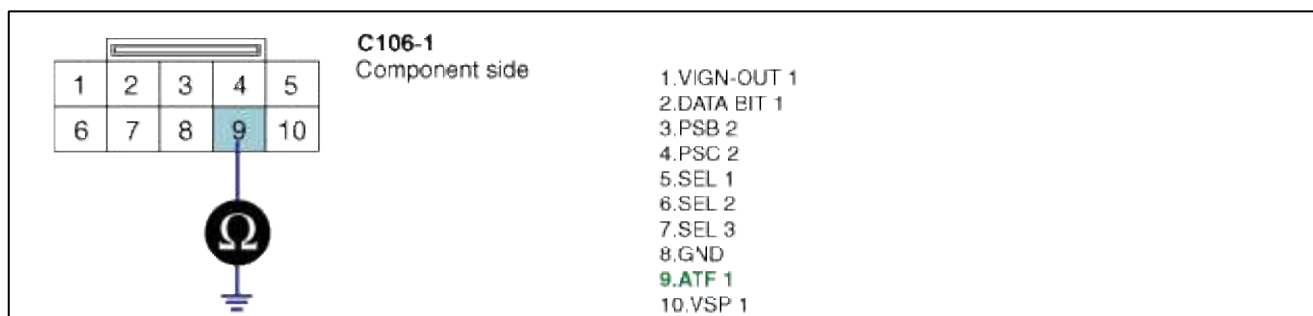 C106-1
Component side
1 2 3 4 5
6 7 8 9 10
Ω
1.VIGN-OUT 1
2.DATA BIT 1
3.PSB 2
4.PSC 2
5.SEL 1
6.SEL 2
7.SEL 3
8.GND
9.ATF 1
10.VSP 1